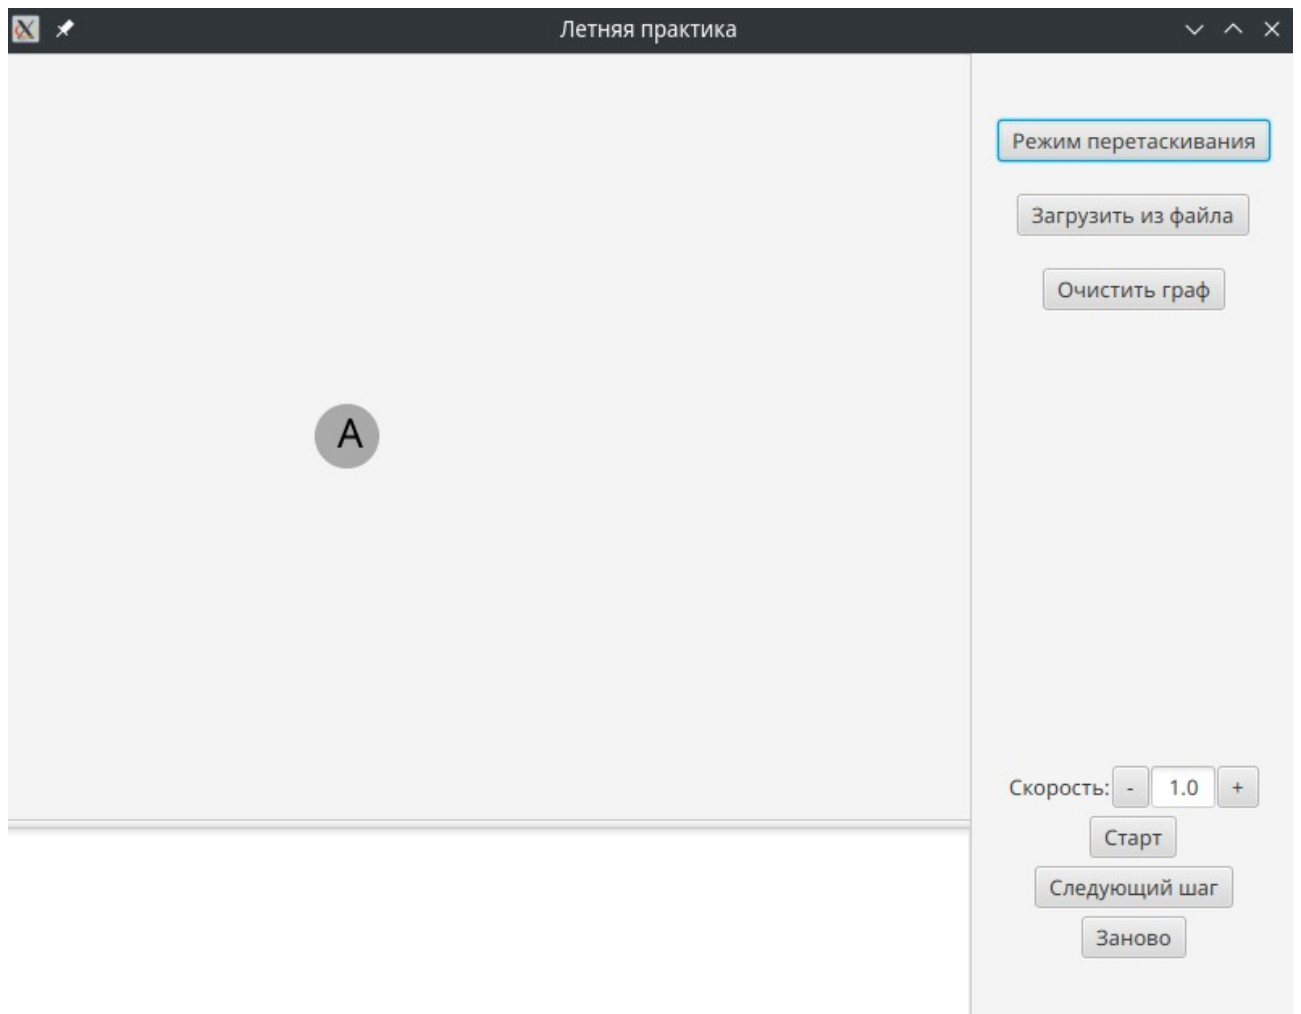 Летняя практика
Режим перетаскивания
Загрузить из файла
Очистить граф
A
Скорость: - 1.0 +
Старт
Следующий шаг
Заново